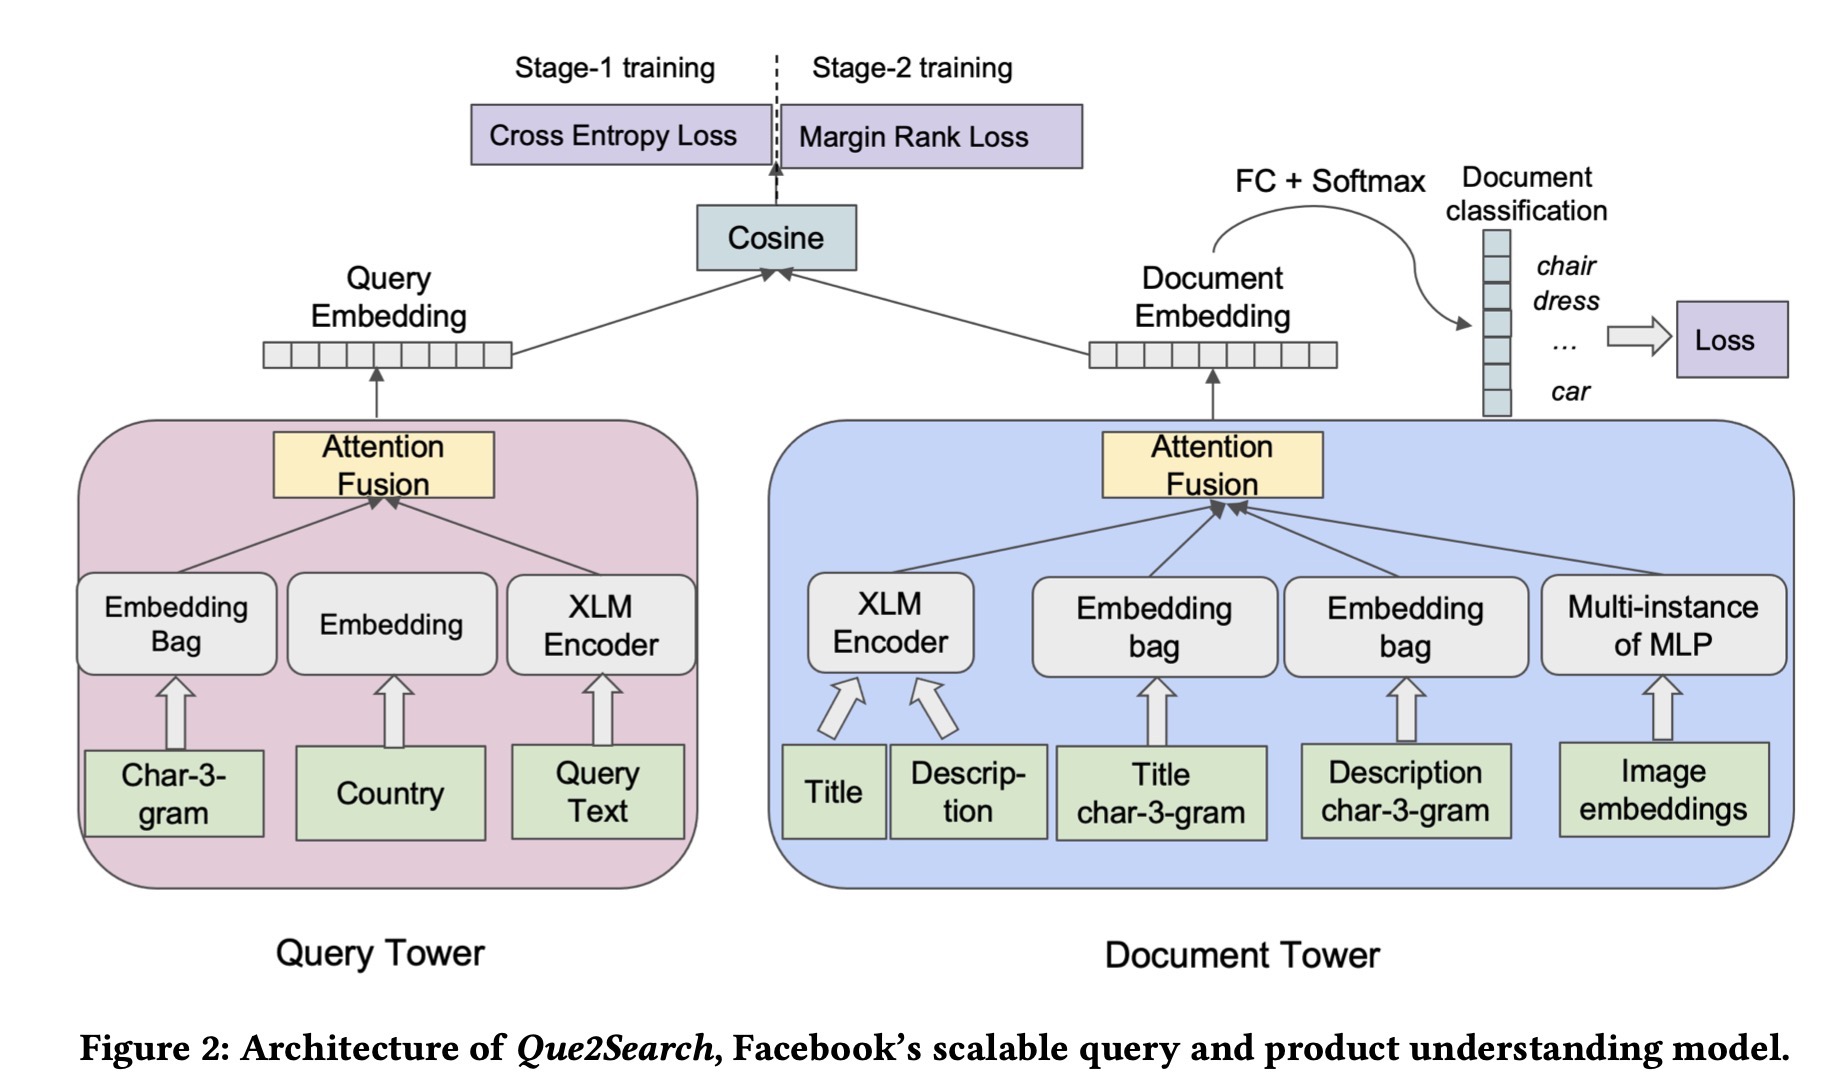 Stage-1 training
Stage-2 training
Cross Entropy Loss
Margin Rank Loss
Cosine
FC + Softmax
Document
classification
chair
dress
...
car
Loss
Query
Embedding
Document
Embedding
Attention
Fusion
Embedding
Bag
Embedding
XLM
Encoder
Char-3-
gram
Country
Query
Text
Query Tower
Attention
Fusion
XLM
Encoder
Embedding
bag
Embedding
bag
Multi-instance
of MLP
Title
Descrip-
tion
Title
char-3-gram
Description
char-3-gram
Image
embeddings
Document Tower
Figure 2: Architecture of Que2Search, Facebook’s scalable query and product understanding model.